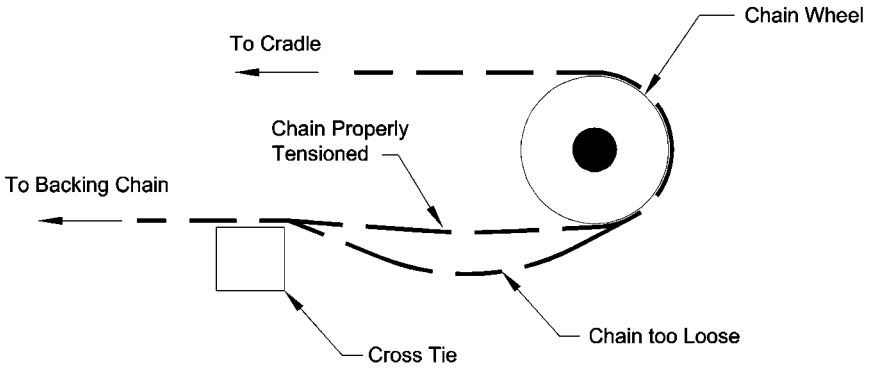 Chain Wheel
To Cradle
Chain Properly
Tensioned
To Backing Chain
Chain too Loose
Cross Tie